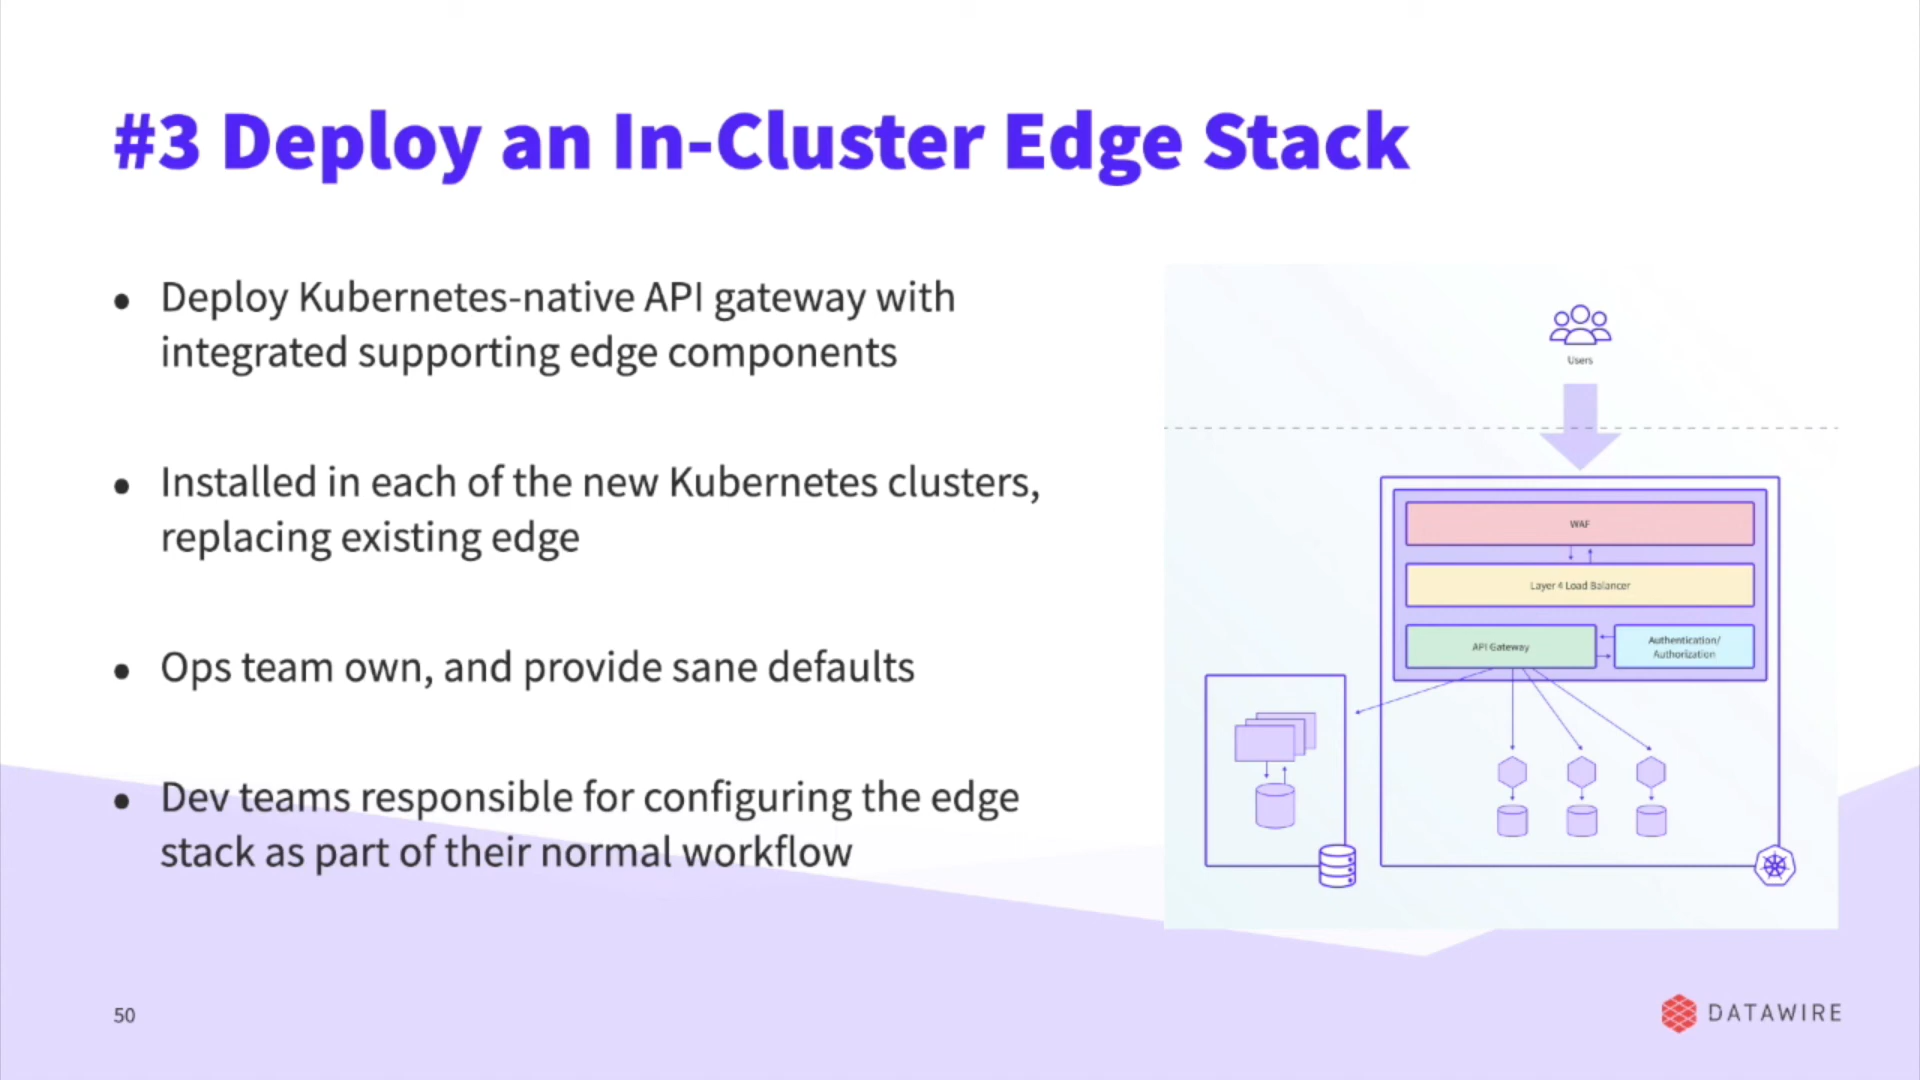 #3 Deploy an In-Cluster Edge Stack
• Deploy Kubernetes-native API gateway with
integrated supporting edge components
• Installed in each of the new Kubernetes clusters,
replacing existing edge
• Ops team own, and provide sane defaults
• Dev teams responsible for configuring the edge
stack as part of their normal workflow
Users
WAF
Layer 4 Load Balancer
API Gateway
Authentication/
Authorization
50
DATAWIRE